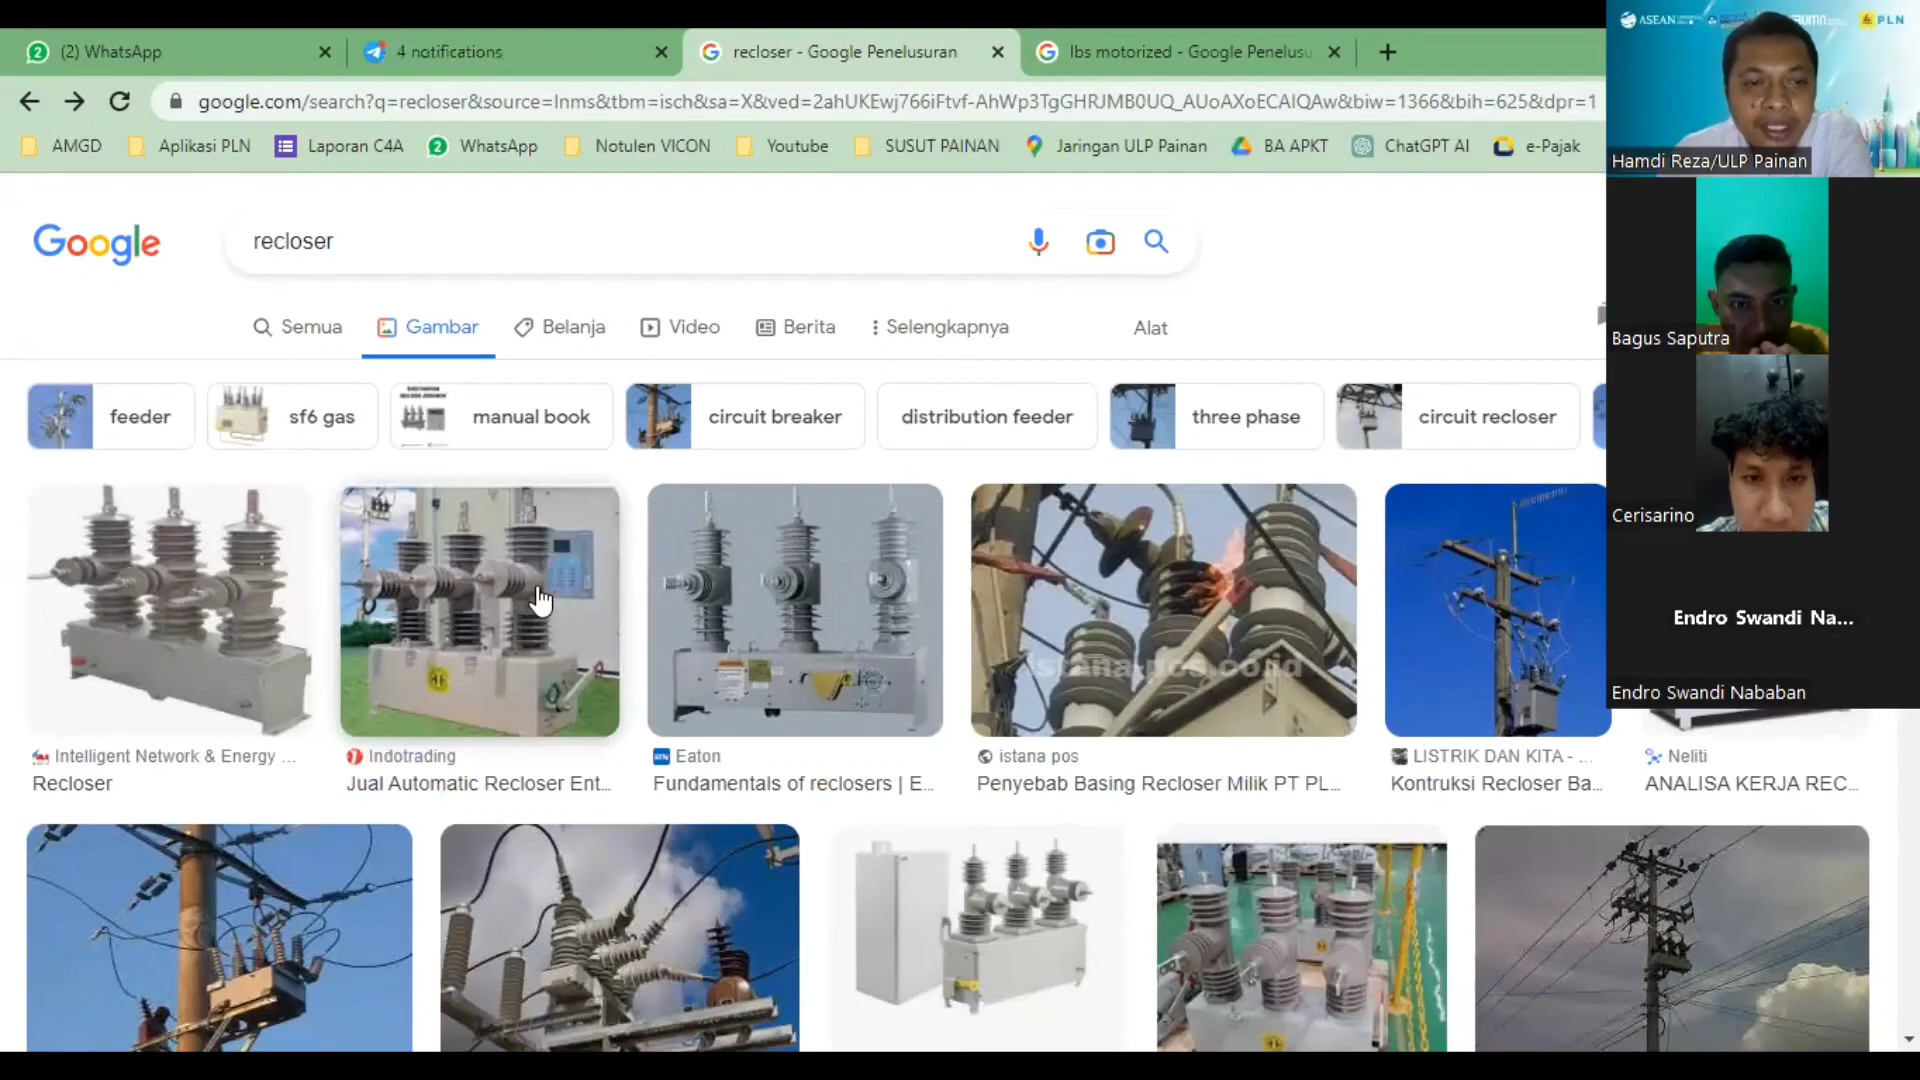 (2) WhatsApp
4 notifications
recloser - Google Penelusuran
lbs motorized - Google Penelusu
google.com/search?q=recloser&source=lnms&tbm=isch&sa=X&ved=2ahUKEwj766iFtvf-AhWp3TgGHRJMB0UQ_AUoAXoECAIQAw&biw=1366&bih=625&dpr=1
AMGD
Aplikasi PLN
Laporan C4A
WhatsApp
Notulen VICON
Youtube
SUSUT PAINAN
Jaringan ULP Painan
BA APKT
ChatGPT AI
e-Pajak
Google
recloser
Semua
Gambar
Belanja
Video
Berita
Selengkapnya
Alat
feeder
sf6 gas
manual book
circuit breaker
distribution feeder
three phase
circuit recloser
istana-pos.co.id
Intelligent Network & Energy ...
Recloser
Indotrading
Jual Automatic Recloser Ent...
Eaton
Fundamentals of reclosers | E...
istana pos
Penyebab Basing Recloser Milik PT PL...
LISTRIK DAN KITA - ...
Kontruksi Recloser Ba...
Neliti
ANALISA KERJA REC...
ASEAN
PLN
Hamdi Reza/ULP Painan
Bagus Saputra
Cerisarino
Endro Swandi Na...
Endro Swandi Nababan